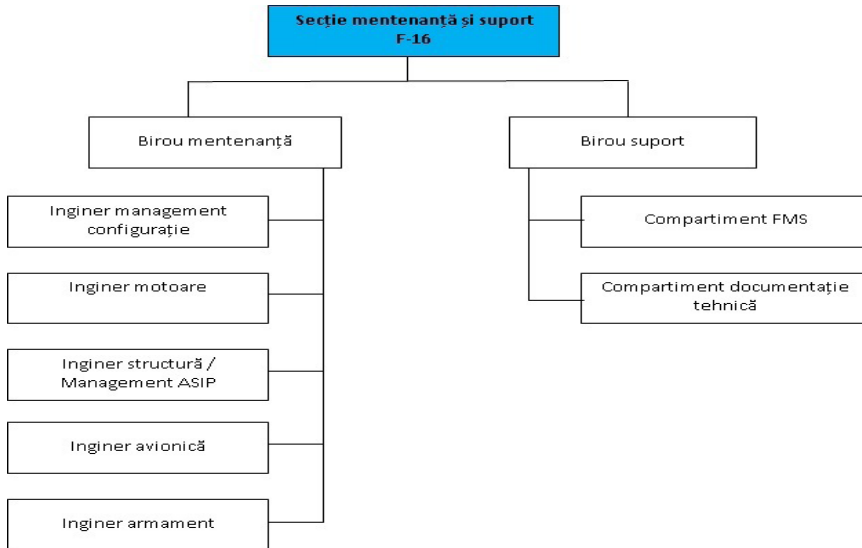 Secție mentenanță și suport
F-16
Birou mentenanță
Birou suport
Inginer management
configurație
Compartiment FMS
Inginer motoare
Compartiment documentație
tehnică
Inginer structură /
Management ASIP
Inginer avionică
Inginer armament